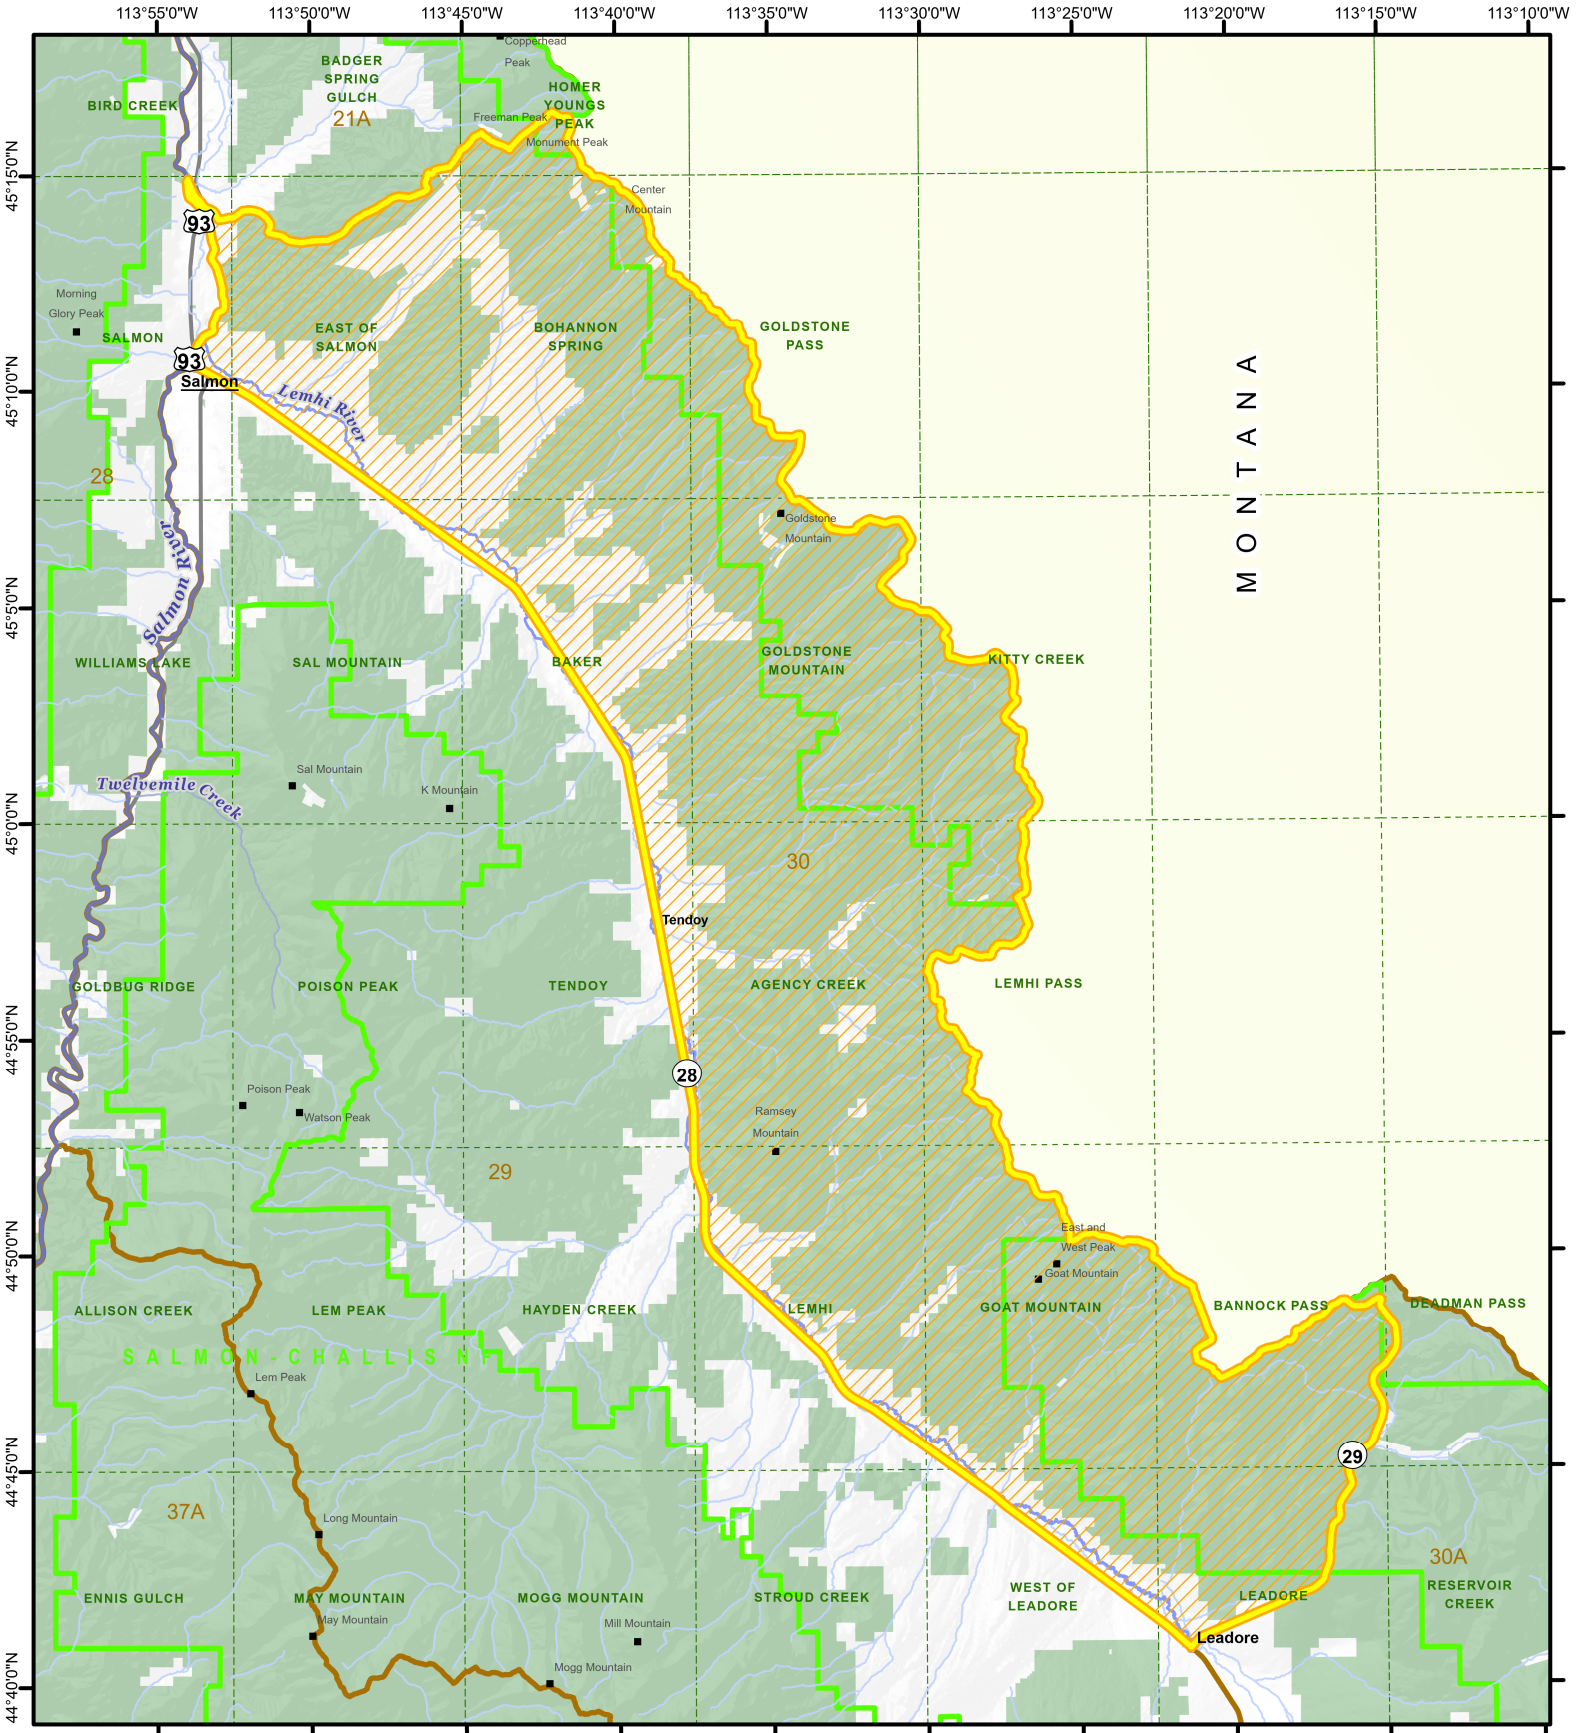 113°55'0"W
113°50'0"W
113°45'0"W
113°40'0"W
113°35'0"W
113°30'0"W
113°25'0"W
113°20'0"W
113°15'0"W
113°10'0"W
Copperhead
Peak
BADGER
SPRING
GULCH
21A
HOMER
YOUNGS
PEAK
BIRD CREEK
Freeman Peak
Monument Peak
45°15'0"N
Center
Mountain
93
Morning
Glory Peak
SALMON
EAST OF
SALMON
BOHANNON
SPRING
GOLDSTONE
PASS
93
Salmon
MONTANA
45°10'0"N
Lemhi River
28
Goldstone
Mountain
Salmon River
45°5'0"N
WILLIAMS LAKE
SAL MOUNTAIN
BAKER
GOLDSTONE
MOUNTAIN
KITTY CREEK
Sal Mountain
K Mountain
Twelvemile Creek
45°0'0"N
30
Tendoy
GOLDBUG RIDGE
POISON PEAK
TENDOY
AGENCY CREEK
LEMHI PASS
44°55'0"N
28
Poison Peak
Watson Peak
Ramsey
Mountain
29
44°50'0"N
East and
West Peak
Goat Mountain
ALLISON CREEK
LEM PEAK
HAYDEN CREEK
LEMHI
GOAT MOUNTAIN
BANNOCK PASS
DEADMAN PASS
SALMON-CHALLIS NF
Lem Peak
44°45'0"N
29
37A
Long Mountain
30A
ENNIS GULCH
MAY MOUNTAIN
MOGG MOUNTAIN
STROUD CREEK
WEST OF
LEADORE
LEADORE
RESERVOIR
CREEK
May Mountain
Mill Mountain
Leadore
Mogg Mountain
44°40'0"N